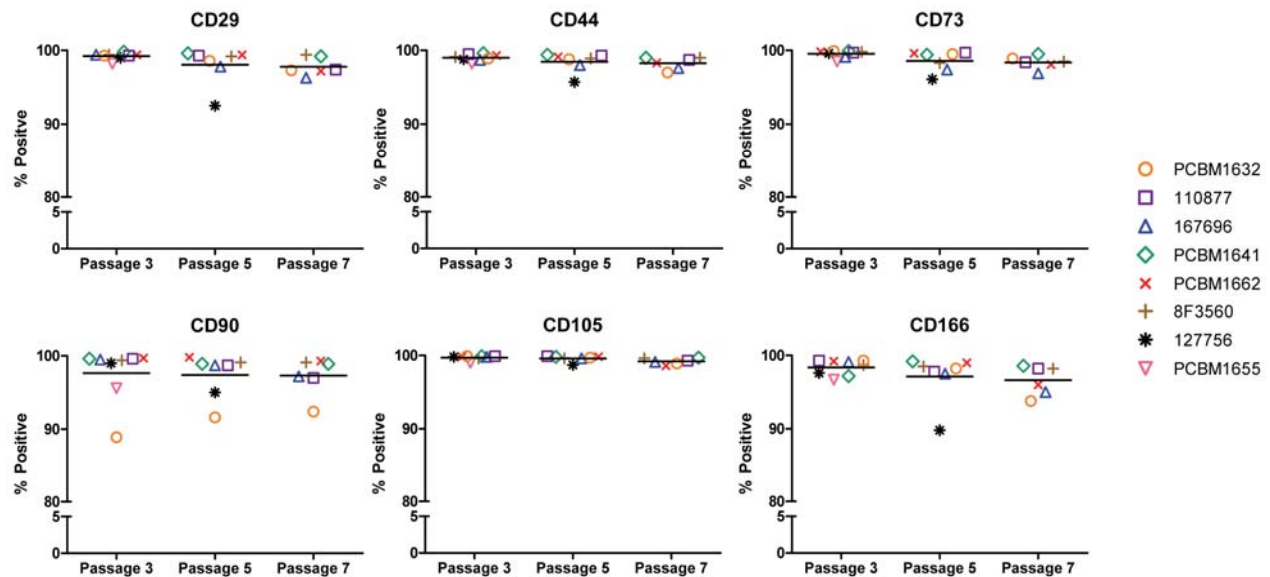 CD29
CD44
CD73
% Positve
100
90
80
5
0
Passage 3 Passage 5 Passage 7
% Positive
100
90
80
5
0
Passage 3 Passage 5 Passage 7
% Positive
100
90
80
5
0
Passage 3 Passage 5 Passage 7
PCBM1632
110877
167696
PCBM1641
PCBM1662
8F3560
127756
PCBM1655
CD90
CD105
CD166
% Positive
100
90
80
5
0
Passage 3 Passage 5 Passage 7
% Positive
100
90
80
5
0
Passage 3 Passage 5 Passage 7
% Positive
100
90
80
5
0
Passage 3 Passage 5 Passage 7